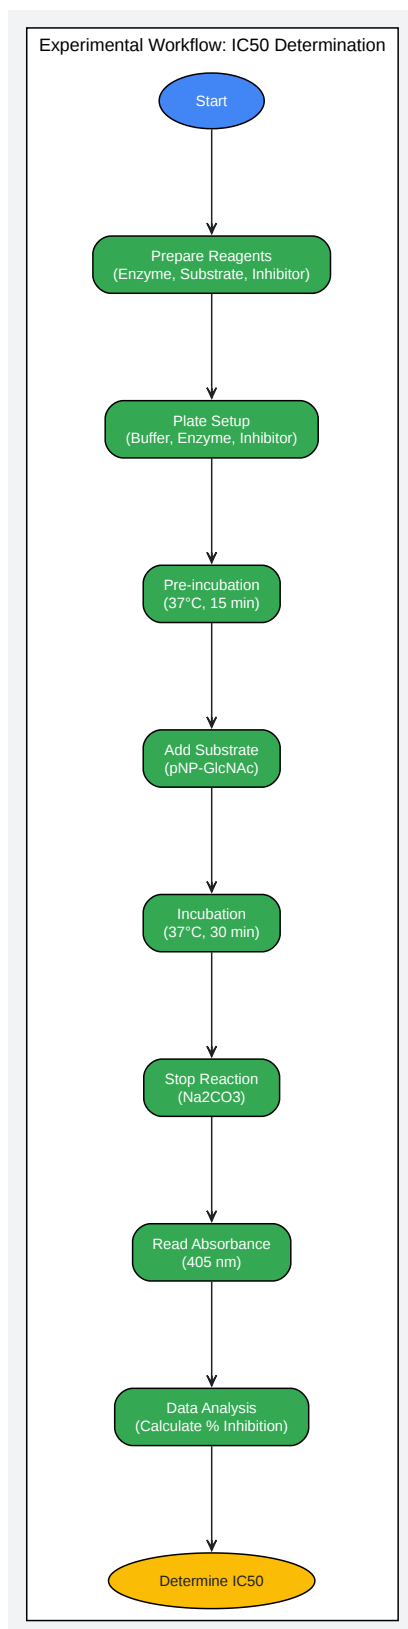 Experimental Workflow: IC50 Determination
Start
Prepare Reagents
(Enzyme, Substrate, Inhibitor)
Plate Setup
(Buffer, Enzyme, Inhibitor)
Pre-incubation
(37°C, 15 min)
Add Substrate
(pNP-GlcNAc)
Incubation
(37°C, 30 min)
Stop Reaction
(Na2CO3)
Read Absorbance
(405 nm)
Data Analysis
(Calculate % Inhibition)
Determine IC50